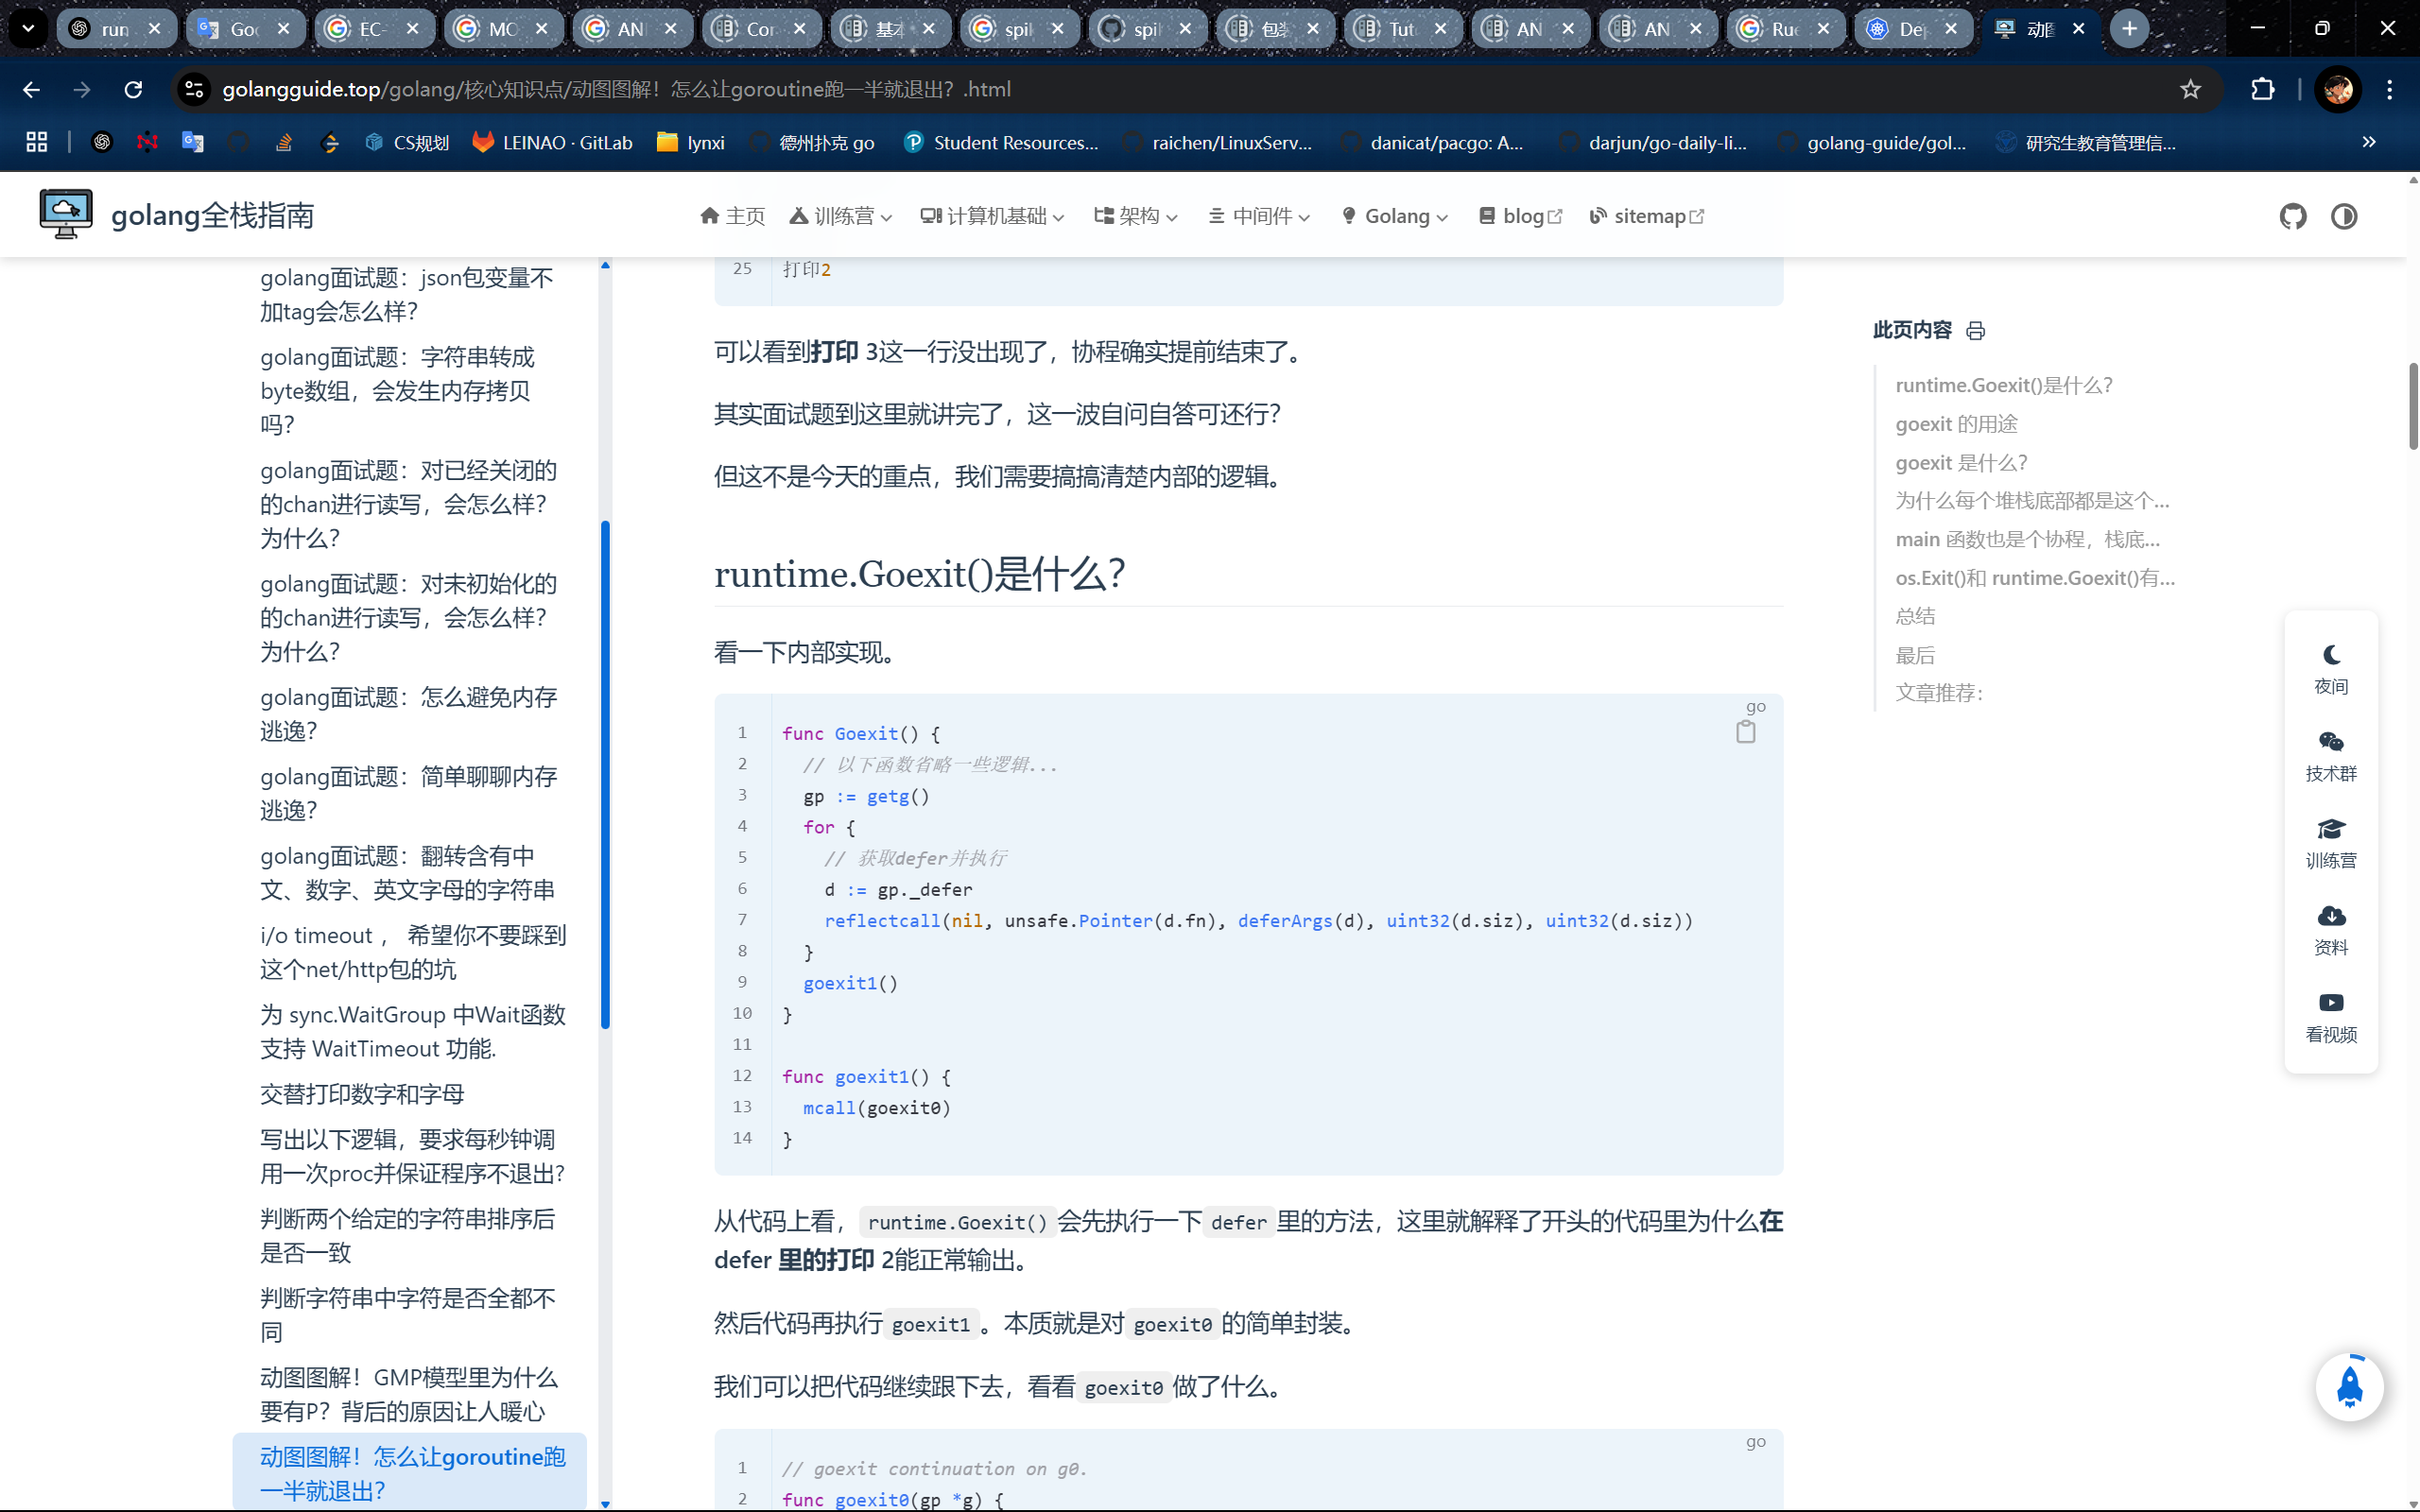 run
Goo
EC-
MO
AN
Cor
基本
spil
spil
包装
Tut
AN
AN
Rue
De
动图
golangguide.top/golang/核心知识点/动图图解！怎么让goroutine跑一半就退出？.html
CS规划
LEINAO · GitLab
lynxi
德州扑克 go
Student Resources...
raichen/LinuxServ...
danicat/pacgo: A...
darjun/go-daily-li...
golang-guide/gol...
研究生教育管理信...
golang全栈指南
主页
训练营
计算机基础
架构
中间件
Golang
blog
sitemap
golang面试题：json包变量不
加tag会怎么样？
golang面试题：字符串转成
byte数组，会发生内存拷贝
吗？
golang面试题：对已经关闭的
的chan进行读写，会怎么样？
为什么？
golang面试题：对未初始化的
的chan进行读写，会怎么样？
为什么？
golang面试题：怎么避免内存
逃逸？
golang面试题：简单聊聊内存
逃逸？
golang面试题：翻转含有中
文、数字、英文字母的字符串
i/o timeout ， 希望你不要踩到
这个net/http包的坑
为 sync.WaitGroup 中Wait函数
支持 WaitTimeout 功能.
交替打印数字和字母
写出以下逻辑，要求每秒钟调
用一次proc并保证程序不退出?
判断两个给定的字符串排序后
是否一致
判断字符串中字符是否全都不
同
动图图解！GMP模型里为什么
要有P？背后的原因让人暖心
动图图解！怎么让goroutine跑
一半就退出？
25 打印2
可以看到打印 3这一行没出现了，协程确实提前结束了。
其实面试题到这里就讲完了，这一波自问自答可还行？
但这不是今天的重点，我们需要搞搞清楚内部的逻辑。
runtime.Goexit()是什么？
看一下内部实现。
go
1 func Goexit() {
2   // 以下函数省略一些逻辑...
3   gp := getg()
4   for {
5     // 获取defer并执行
6     d := gp._defer
7     reflectcall(nil, unsafe.Pointer(d.fn), deferArgs(d), uint32(d.siz), uint32(d.siz))
8   }
9   goexit1()
10 }
11
12 func goexit1() {
13   mcall(goexit0)
14 }
从代码上看，runtime.Goexit()会先执行一下defer里的方法，这里就解释了开头的代码里为什么在
defer 里的打印 2能正常输出。
然后代码再执行goexit1。本质就是对goexit0的简单封装。
我们可以把代码继续跟下去，看看goexit0做了什么。
go
1 // goexit continuation on g0.
2 func goexit0(gp *g) {
此页内容
runtime.Goexit()是什么？
goexit 的用途
goexit 是什么？
为什么每个堆栈底部都是这个...
main 函数也是个协程，栈底...
os.Exit()和 runtime.Goexit()有...
总结
最后
文章推荐：
夜间
技术群
训练营
资料
看视频